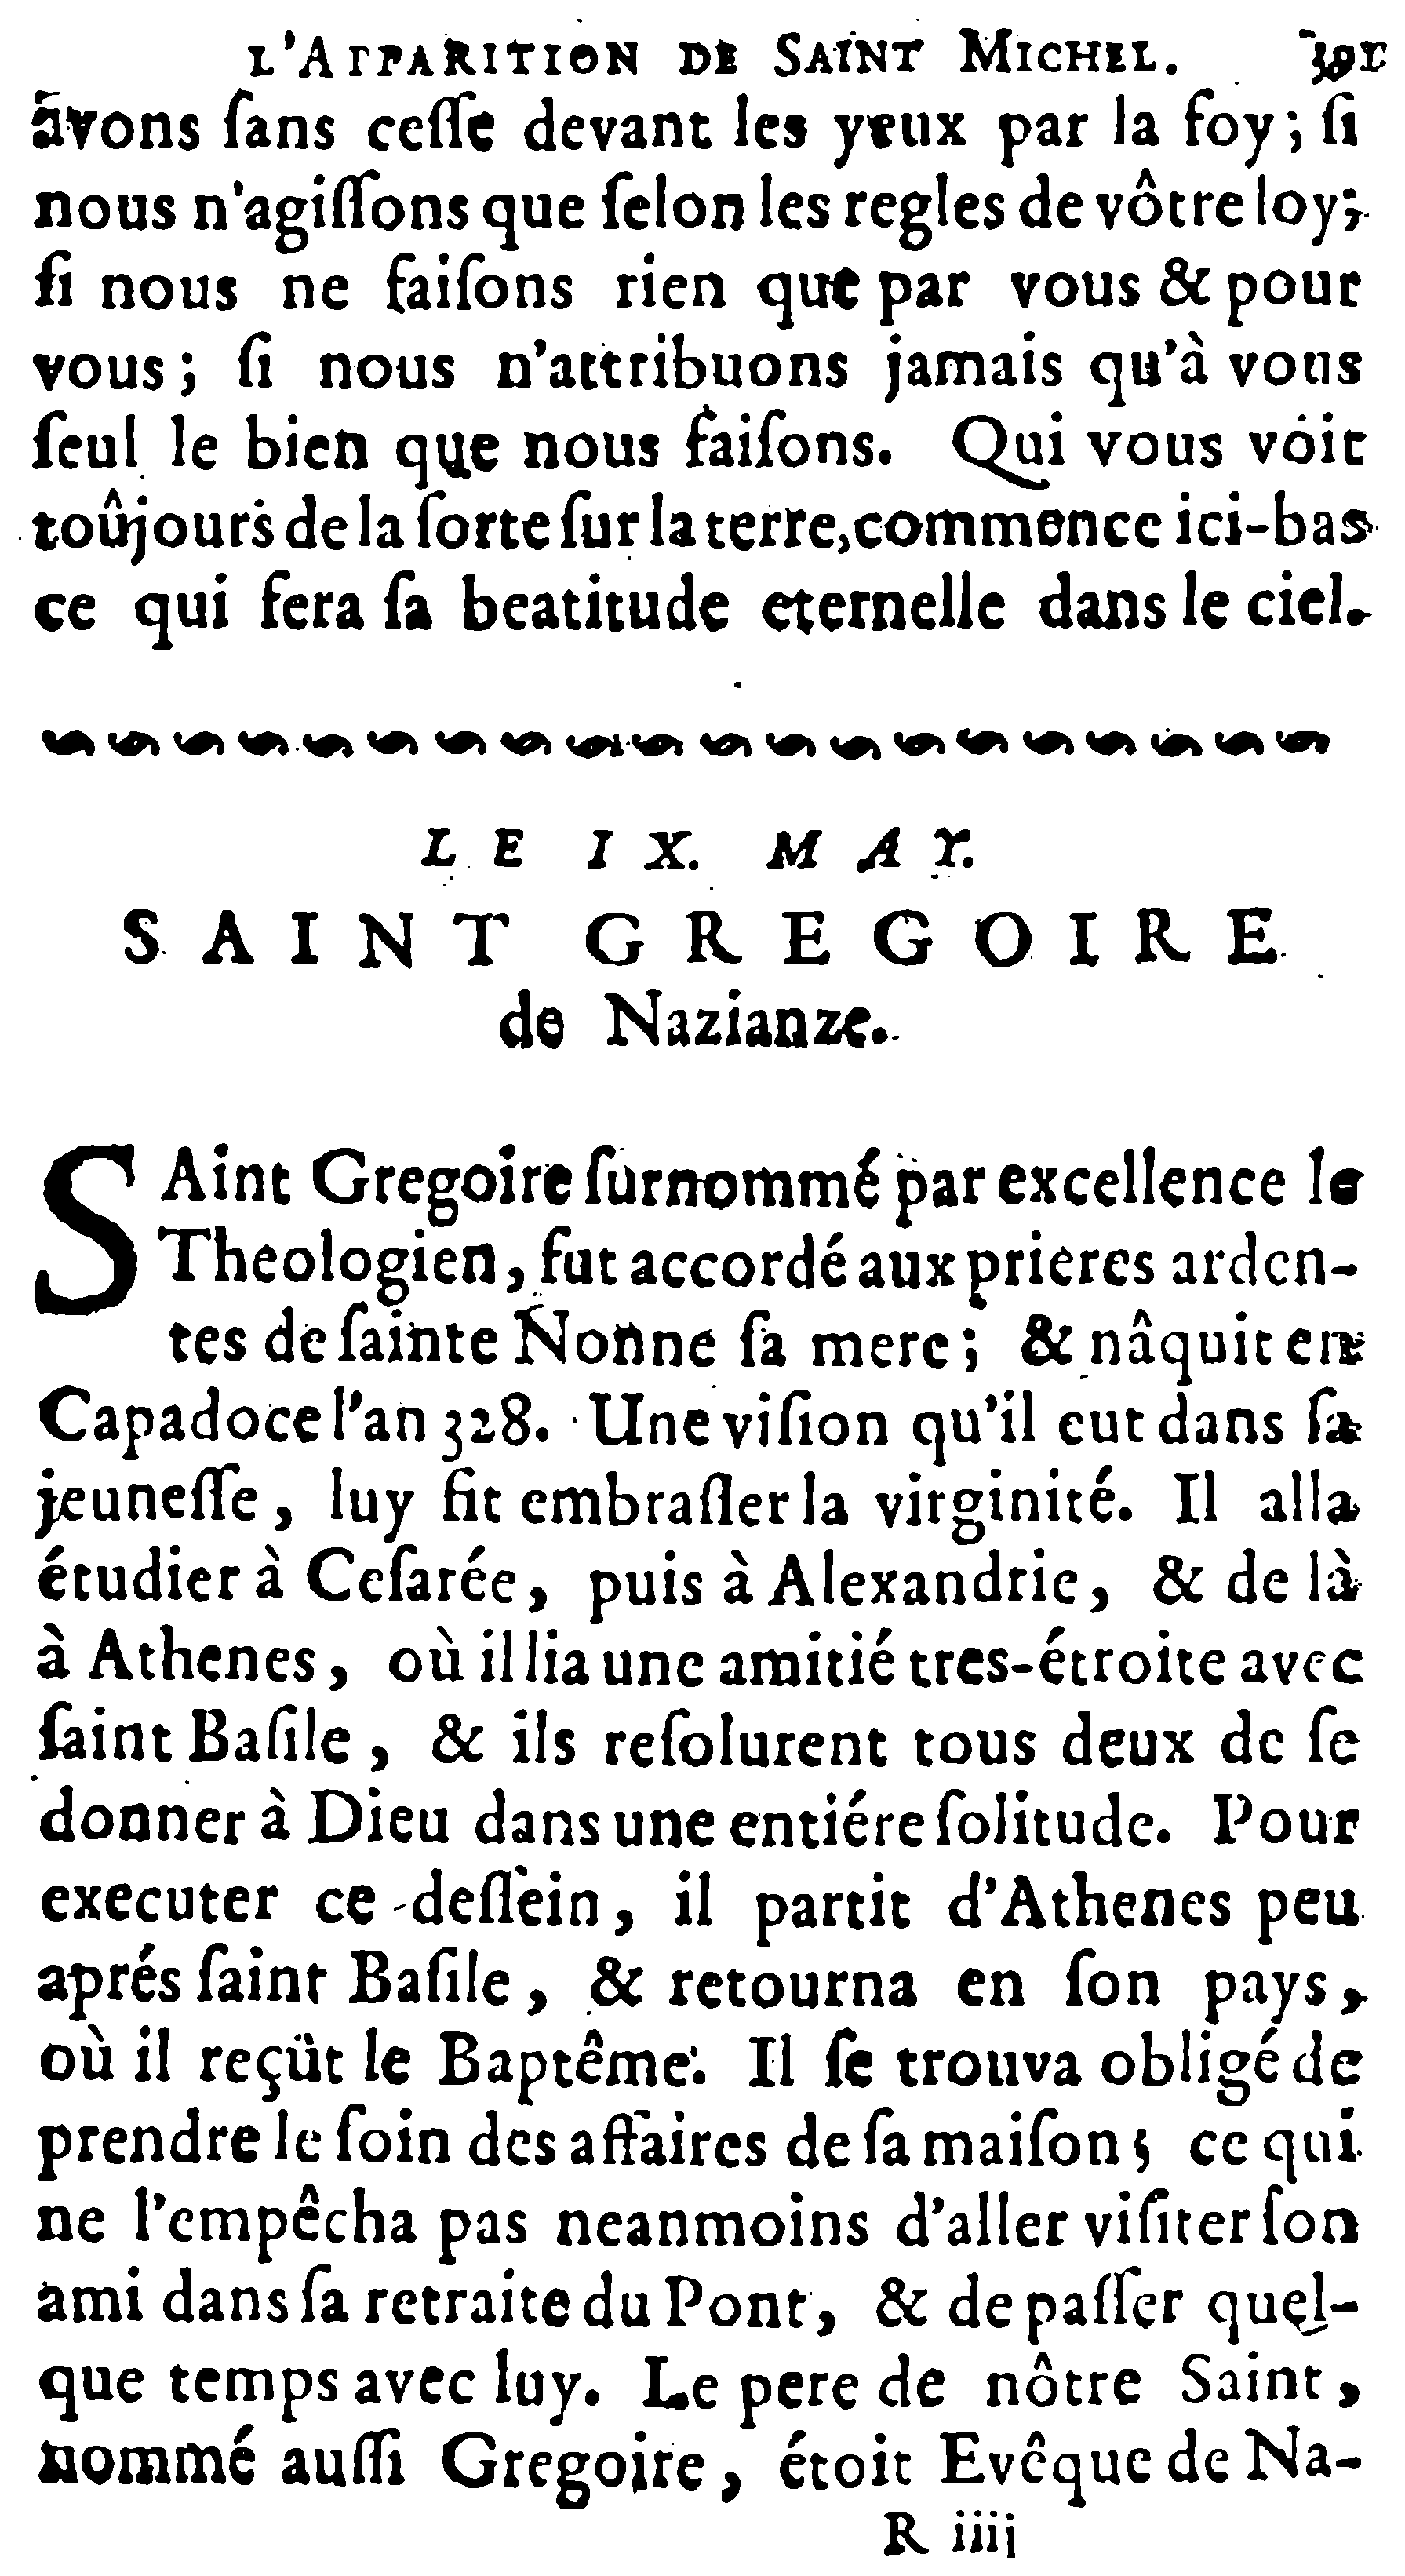 L'APPARITION DE SAINT MICHEL. 391
avons ſans ceſſe devant les yeux par la foy; ſi
nous n'agiſſons que ſelon les regles de vôtre loy;
ſi nous ne faiſons rien que par vous & pour
vous; ſi nous n'attribuons jamais qu'à vous
ſeul le bien que nous faiſons. Qui vous voit
toûjours de la ſorte ſur la terre, commence ici-bas
ce qui fera ſa beatitude eternelle dans le ciel.
LE IX. MAY.
SAINT GREGOIRE
de Nazianze.
SAint Gregoire ſurnommé par excellence le
Theologien, fut accordé aux prieres arden-
tes de ſainte Nonne ſa mere; & nâquit en
Capadoce l'an 328. Une viſion qu'il eut dans ſa
jeuneſſe, luy fit embraſſer la virginité. Il alla
étudier à Ceſarée, puis à Alexandrie, & de là
à Athenes, où il lia une amitié tres-étroite avec
ſaint Baſile, & ils reſolurent tous deux de ſe
donner à Dieu dans une entiére ſolitude. Pour
executer ce deſſein, il partit d'Athenes peu
aprés ſaint Baſile, & retourna en ſon pays,
où il reçût le Baptême. Il ſe trouva obligé de
prendre le ſoin des affaires de ſa maiſon; ce qui
ne l'empêcha pas neanmoins d'aller viſiter ſon
ami dans ſa retraite du Pont, & de paſſer quel-
que temps avec luy. Le pere de nôtre Saint,
nommé auſſi Gregoire, étoit Evêque de Na-
R iiij